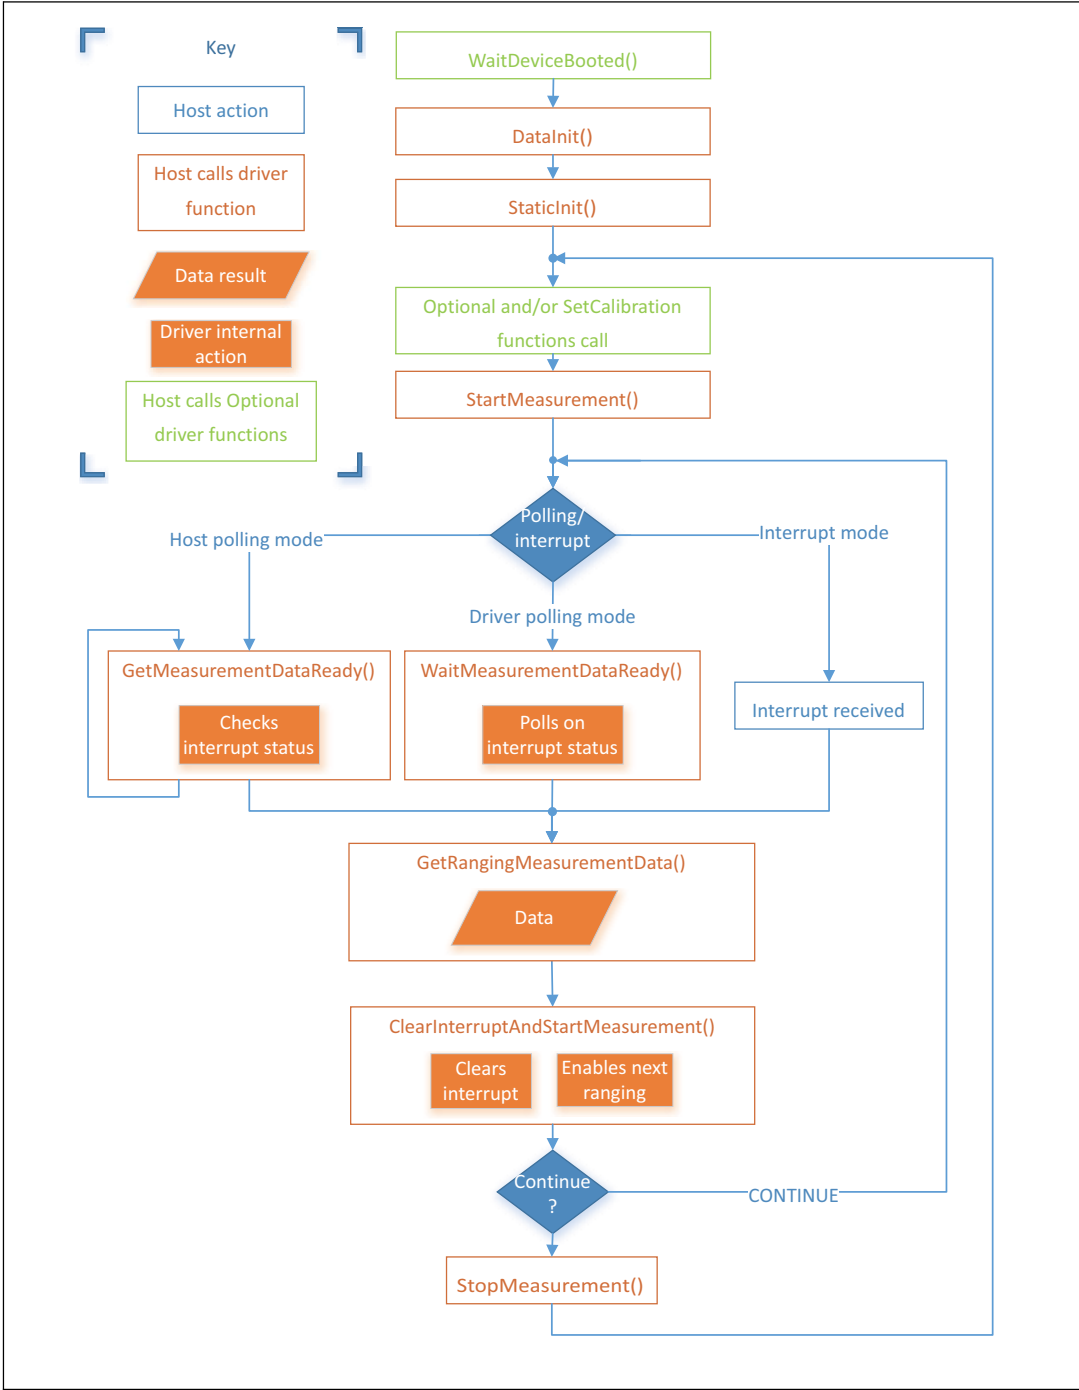 Key
Host action
Host calls driver
function
Data result
Driver internal
action
Host calls Optional
driver functions
WaitDeviceBooted()
DataInit()
StaticInit()
Optional and/or SetCalibration
functions call
StartMeasurement()
Polling/
interrupt
Host polling mode
Interrupt mode
Driver polling mode
GetMeasurementDataReady()
Checks
interrupt status
WaitMeasurementDataReady()
Polls on
interrupt status
Interrupt received
GetRangingMeasurementData()
Data
ClearInterruptAndStartMeasurement()
Clears
interrupt
Enables next
ranging
Continue
?
CONTINUE
StopMeasurement()